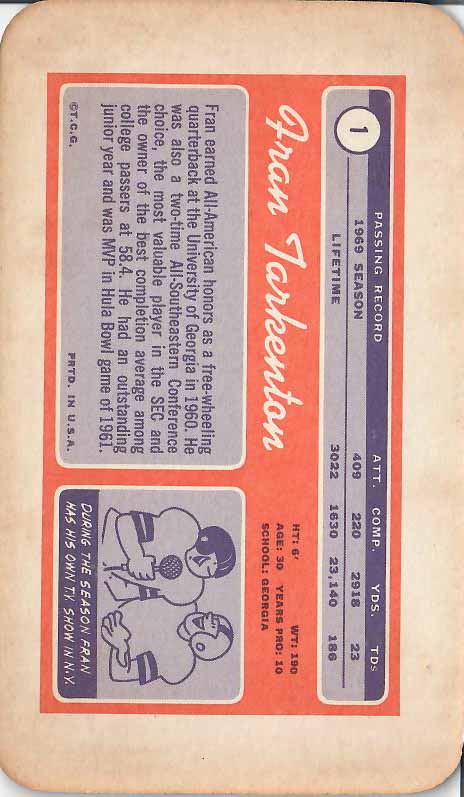 1
PASSING RECORD ATT. COMP. YDS. TDs
1969 SEASON 409 220 2918 23
LIFETIME 3022 1630 23,140 186
Fran Tarkenton
HT: 6' WT: 190
AGE: 30 YEARS PRO: 10
SCHOOL: GEORGIA
Fran earned All-American honors as a free-wheeling
quarterback at the University of Georgia in 1960. He
was also a two-time All-Southeastern Conference
choice, the most valuable player in the SEC and
the owner of the best completion average among
college passers at 58.4. He had an outstanding
junior year and was MVP in Hula Bowl game of 1961.
©T.C.G. PRTD. IN U.S.A.
DURING THE SEASON FRAN
HAS HIS OWN T.V. SHOW IN N.Y.